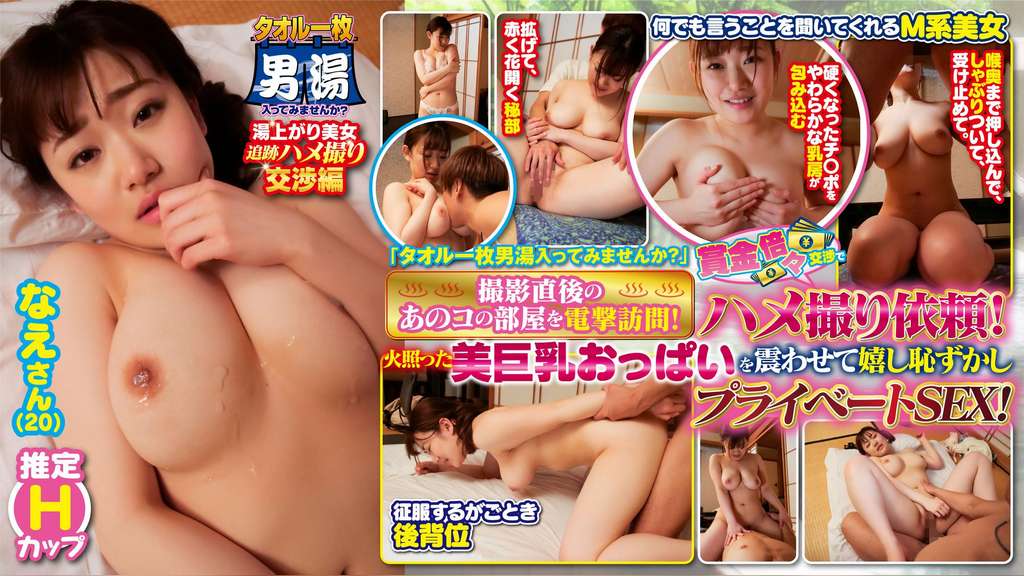 タオル一枚
男湯
入ってみませんか?
湯上がり美女
追跡ハメ撮り
交渉編
なえさん
(20)
推定
H
カップ
拡げて、
赤く花開く秘部
何でも言うことを聞いてくれるM系美女
硬くなったチ〇ポを
やわらかな乳房が
包み込む
喉奥まで押し込んで、
しゃぶりついて、
受け止めて。
「タオル一枚男湯入ってみませんか?」
撮影直後の
あのコの部屋を電撃訪問!
賞金倍々交渉で
ハメ撮り依頼!
火照った美巨乳おっぱいを震わせて嬉し恥ずかし
プライベートSEX!
征服するがごとき
後背位